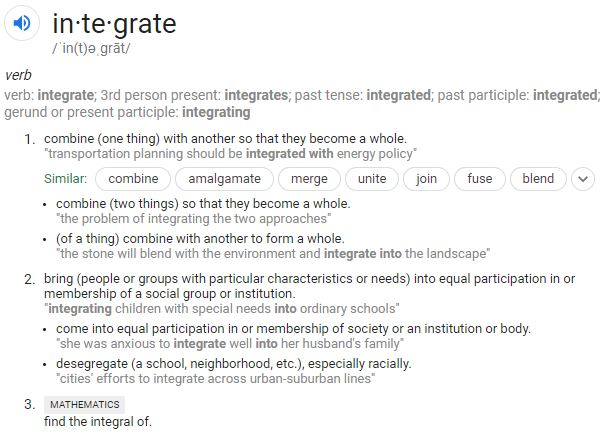 in·te·grate
/ˈin(t)əˌɡrāt/
verb
verb: integrate; 3rd person present: integrates; past tense: integrated; past participle: integrated;
gerund or present participle: integrating
1. combine (one thing) with another so that they become a whole.
"transportation planning should be integrated with energy policy"
Similar: combine amalgamate merge unite join fuse blend
• combine (two things) so that they become a whole.
"the problem of integrating the two approaches"
• (of a thing) combine with another to form a whole.
"the stone will blend with the environment and integrate into the landscape"
2. bring (people or groups with particular characteristics or needs) into equal participation in or
membership of a social group or institution.
"integrating children with special needs into ordinary schools"
• come into equal participation in or membership of society or an institution or body.
"she was anxious to integrate well into her husband's family"
• desegregate (a school, neighborhood, etc.), especially racially.
"cities' efforts to integrate across urban-suburban lines"
3. MATHEMATICS
find the integral of.